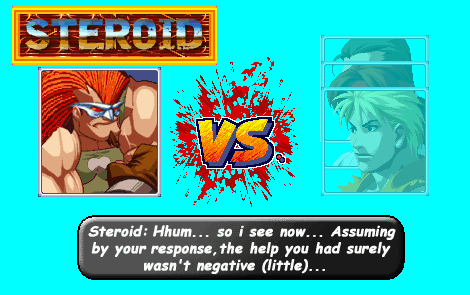 STEROID
VS.
Steroid: Hhum... so i see now... Assuming
by your response,the help you had surely
wasn't negative (little)...